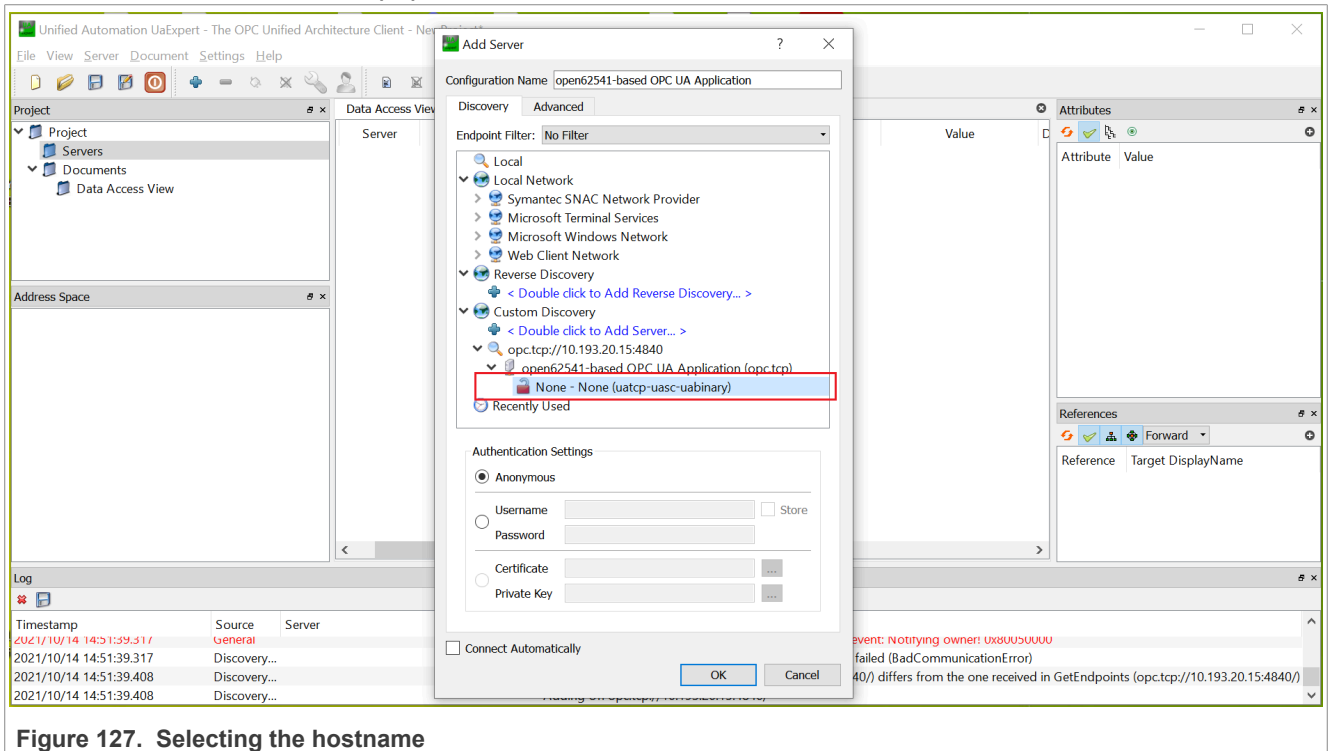 Unified Automation UaExpert - The OPC Unified Architecture Client - New
File View Server Document Settings Help
Project
Project
Servers
Documents
Data Access View
Address Space
Data Access View
Server
Value
D
Add Server
?
Configuration Name open62541-based OPC UA Application
Discovery Advanced
Endpoint Filter: No Filter
Local
Local Network
Symantec SNAC Network Provider
Microsoft Terminal Services
Microsoft Windows Network
Web Client Network
Reverse Discovery
< Double click to Add Reverse Discovery... >
Custom Discovery
< Double click to Add Server... >
opc.tcp://10.193.20.15:4840
open62541-based OPC UA Application (opc.tcp)
None - None (uatcp-uasc-uabinary)
Recently Used
Authentication Settings
Anonymous
Username Store
Password
Certificate ...
Private Key ...
Connect Automatically
OK Cancel
Attributes
Attribute Value
References
Forward
Reference Target DisplayName
Log
Timestamp Source Server
2021/10/14 14:51:39.317 General event: Notifying owner! 0x80050000
2021/10/14 14:51:39.317 Discovery... failed (BadCommunicationError)
2021/10/14 14:51:39.408 Discovery... 40/) differs from the one received in GetEndpoints (opc.tcp://10.193.20.15:4840/)
2021/10/14 14:51:39.408 Discovery...
Figure 127. Selecting the hostname